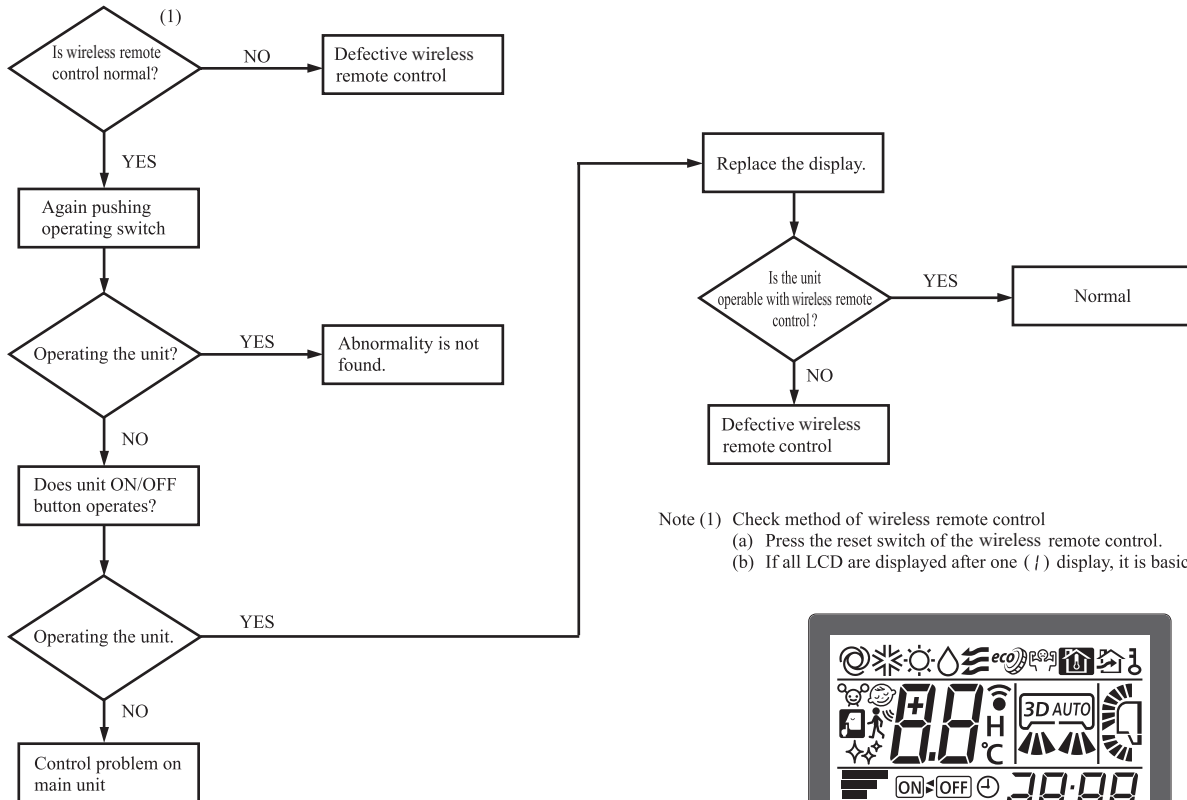 (1)
Is wireless remote
control normal?
NO
Defective wireless
remote control
YES
Again pushing
operating switch
Operating the unit?
YES
Abnormality is not
found.
NO
Does unit ON/OFF
button operates?
Operating the unit.
YES
NO
Control problem on
main unit
Replace the display.
Is the unit
operable with wireless remote
control ?
YES
Normal
NO
Defective wireless
remote control
Note (1) Check method of wireless remote control
(a) Press the reset switch of the wireless remote control.
(b) If all LCD are displayed after one ( / ) display, it is basic
eco
+8.8
H
°C
3D AUTO
ON OFF